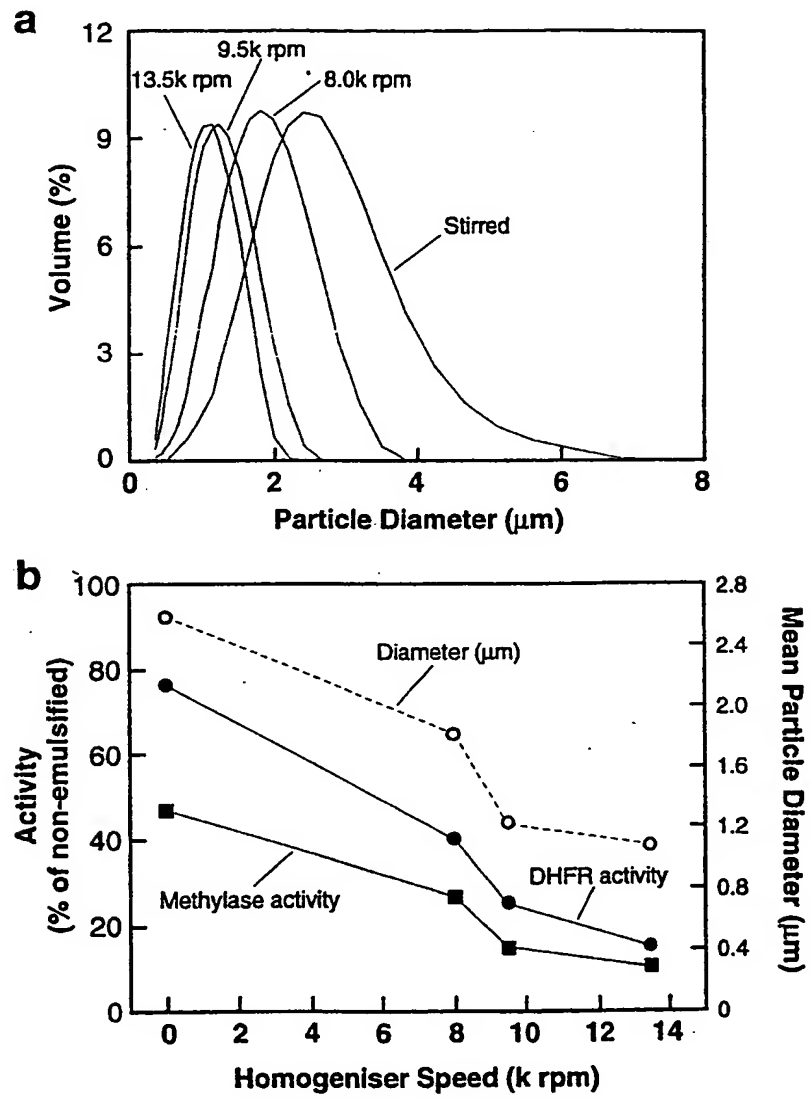 a
12
9
6
3
0
Volume (%)
13.5k rpm
9.5k rpm
8.0k rpm
Stirred
0 2 4 6 8
Particle Diameter (μm)
b
100
80
60
40
20
0
Activity
(% of non-emulsified)
Diameter (μm)
Methylase activity
DHFR activity
2.8
2.4
2.0
1.6
1.2
0.8
0.4
0
Mean Particle Diameter (μm)
0 2 4 6 8 10 12 14
Homogeniser Speed (k rpm)